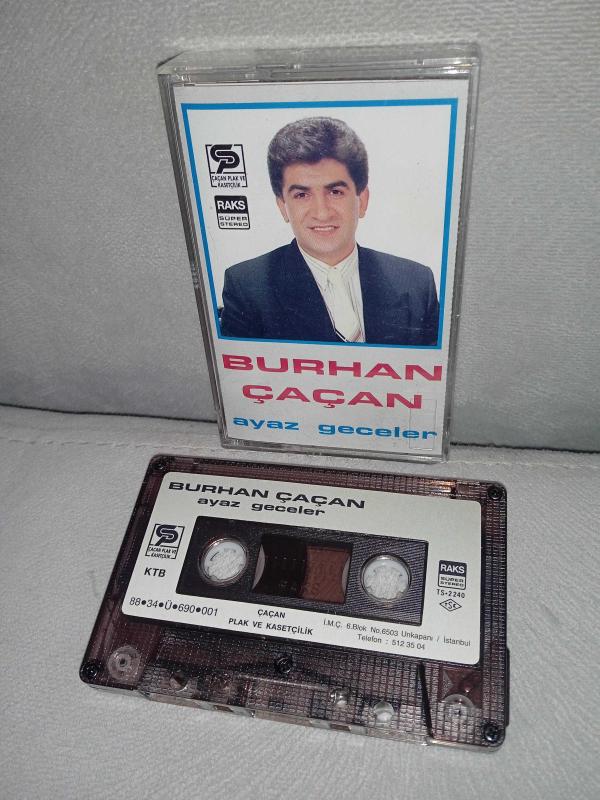 ÇAÇAN PLAK VE
KASETÇİLİK
RAKS
SÜPER
STEREO
BURHAN
ÇAÇAN
ayaz geceler
BURHAN ÇAÇAN
ayaz geceler
ÇAÇAN
PLAK VE
KASETÇİLİK
KTB
88•34•Ü•690•001
ÇAÇAN
PLAK VE KASETÇİLİK
İ.M.Ç. 6.Blok No.6503 Unkapanı / İstanbul
Telefon : 512 35 04
RAKS
SÜPER
STEREO
TS•2240
TSE